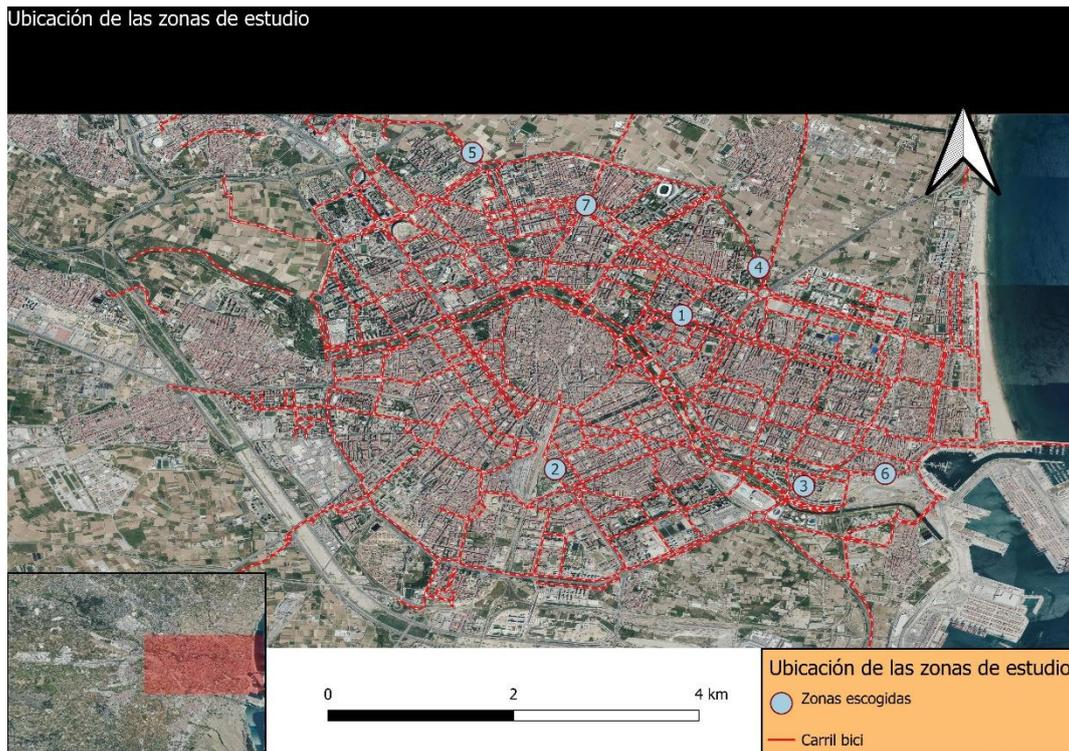 Ubicación de las zonas de estudio
5
7
4
1
2
3
6
0 2 4 km
Ubicación de las zonas de estudio
Zonas escogidas
Carril bici